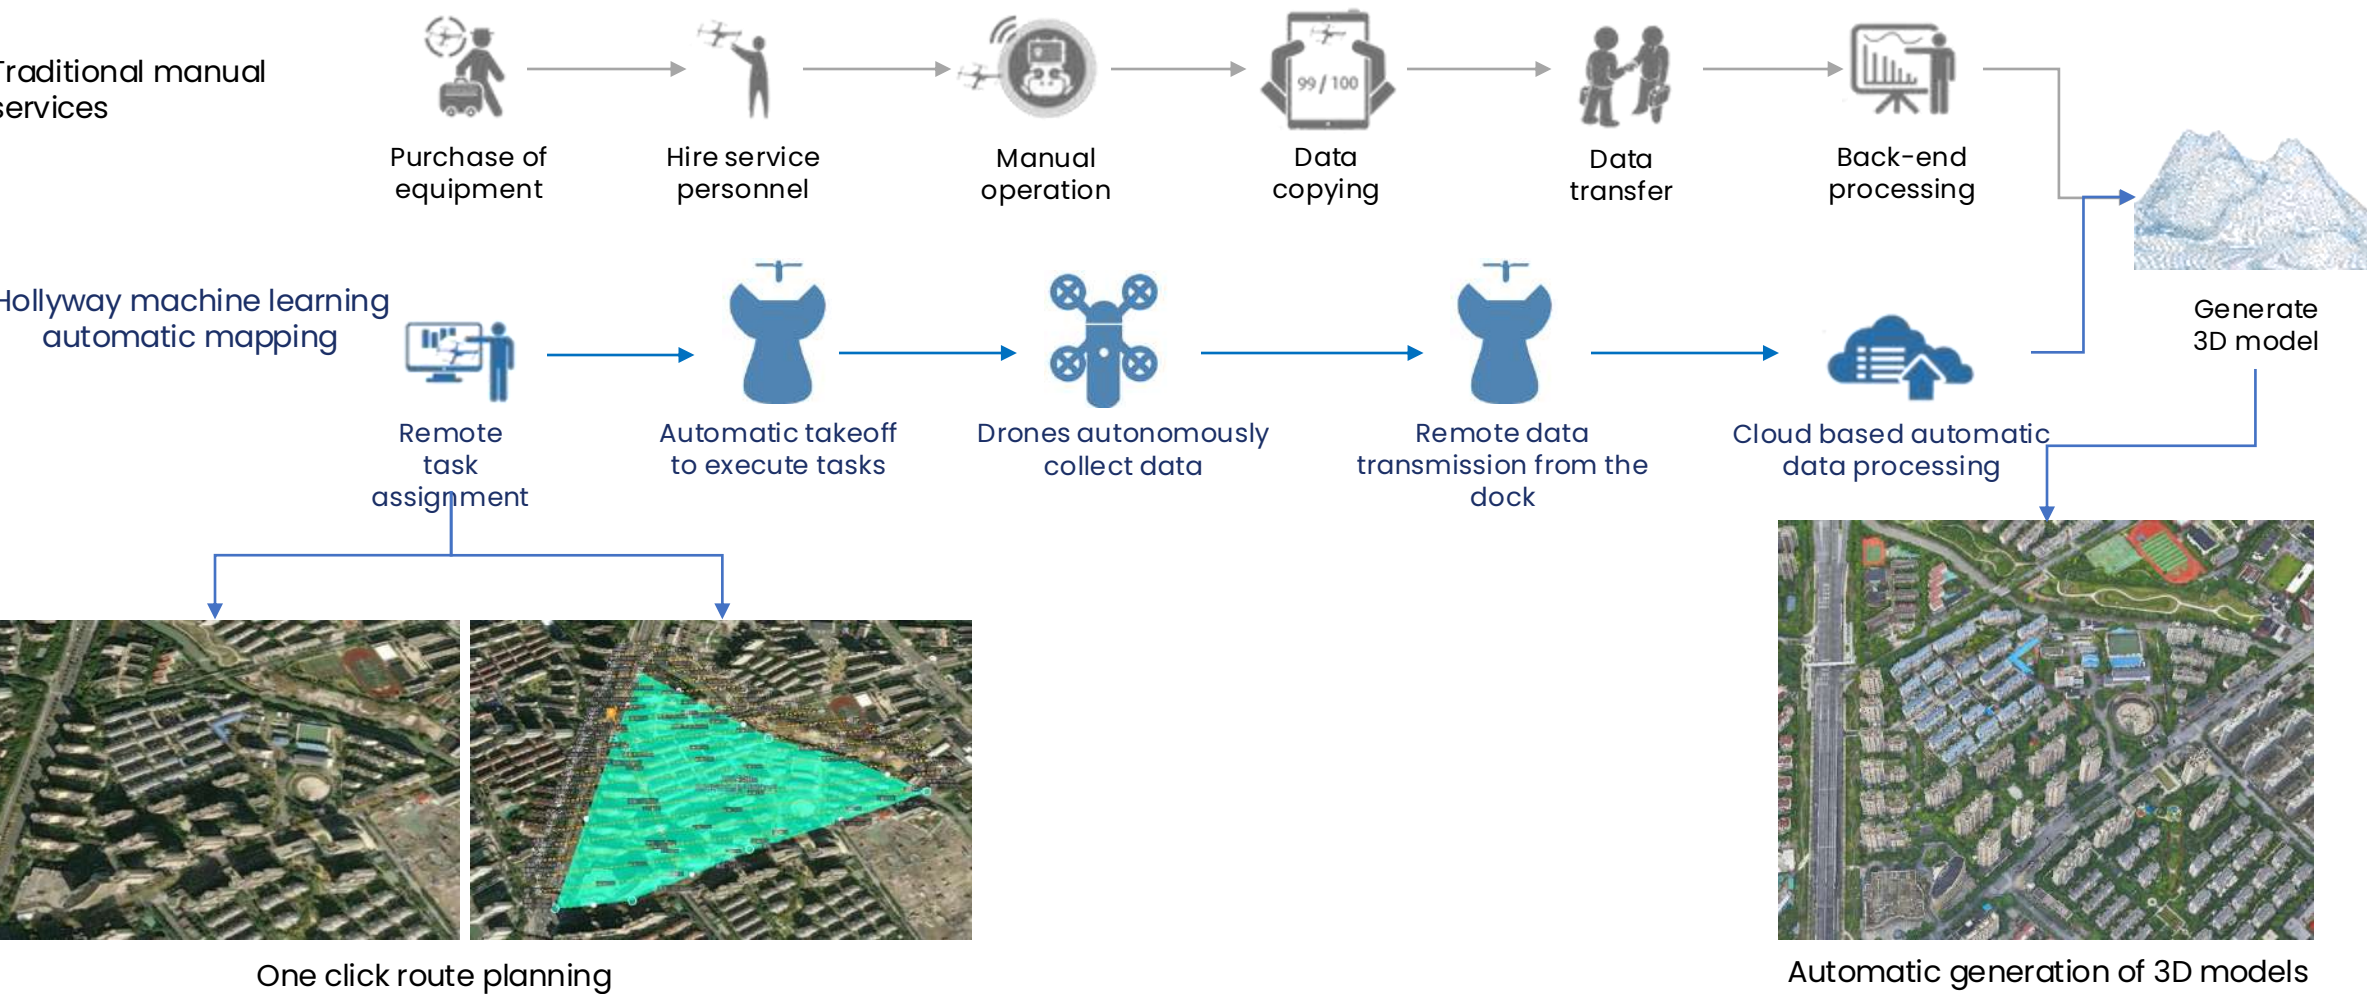 Traditional manual
services
Purchase of
equipment
Hire service
personnel
Manual
operation
99 / 100
Data
copying
Data
transfer
Back-end
processing
Hollyway machine learning
automatic mapping
Generate
3D model
Remote
task
assignment
Automatic takeoff
to execute tasks
Drones autonomously
collect data
Remote data
transmission from the
dock
Cloud based automatic
data processing
One click route planning
Automatic generation of 3D models